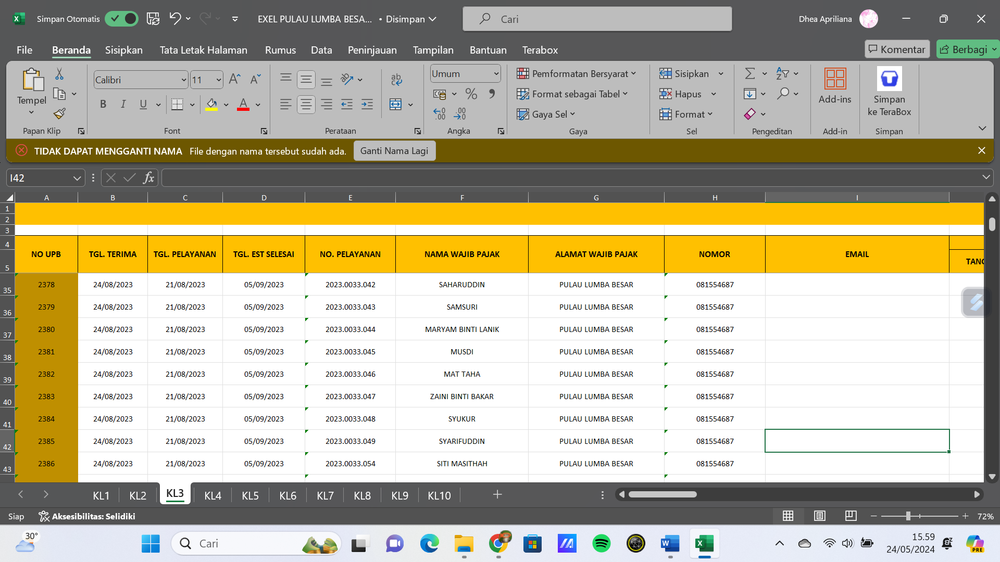 Simpan Otomatis EXEL PULAU LUMBA BESA... • Disimpan Cari Dhea Apriliana
File Beranda Sisipkan Tata Letak Halaman Rumus Data Peninjauan Tampilan Bantuan Terabox Komentar Berbagi
Tempel Calibri 11 Umum Pemformatan Bersyarat Format sebagai Tabel Gaya Sel Sisipkan Hapus Format Add-ins Simpan ke TeraBox
Papan Klip Font Perataan Angka Gaya Sel Pengeditan Add-in Simpan
TIDAK DAPAT MENGGANTI NAMA File dengan nama tersebut sudah ada. Ganti Nama Lagi
I42 fx
A B C D E F G H I
1
2
3
4
5 NO UPB TGL. TERIMA TGL. PELAYANAN TGL. EST SELESAI NO. PELAYANAN NAMA WAJIB PAJAK ALAMAT WAJIB PAJAK NOMOR EMAIL
35 2378 24/08/2023 21/08/2023 05/09/2023 2023.0033.042 SAHARUDDIN PULAU LUMBA BESAR 081554687
36 2379 24/08/2023 21/08/2023 05/09/2023 2023.0033.043 SAMSURI PULAU LUMBA BESAR 081554687
37 2380 24/08/2023 21/08/2023 05/09/2023 2023.0033.044 MARYAM BINTI LANIK PULAU LUMBA BESAR 081554687
38 2381 24/08/2023 21/08/2023 05/09/2023 2023.0033.045 MUSDI PULAU LUMBA BESAR 081554687
39 2382 24/08/2023 21/08/2023 05/09/2023 2023.0033.046 MAT TAHA PULAU LUMBA BESAR 081554687
40 2383 24/08/2023 21/08/2023 05/09/2023 2023.0033.047 ZAINI BINTI BAKAR PULAU LUMBA BESAR 081554687
41 2384 24/08/2023 21/08/2023 05/09/2023 2023.0033.048 SYUKUR PULAU LUMBA BESAR 081554687
42 2385 24/08/2023 21/08/2023 05/09/2023 2023.0033.049 SYARIFUDDIN PULAU LUMBA BESAR 081554687
43 2386 24/08/2023 21/08/2023 05/09/2023 2023.0033.054 SITI MASITHAH PULAU LUMBA BESAR 081554687
KL1 KL2 KL3 KL4 KL5 KL6 KL7 KL8 KL9 KL10
Siap Aksesibilitas: Selidiki 72%
30° Cari 15.59
24/05/2024
PRE